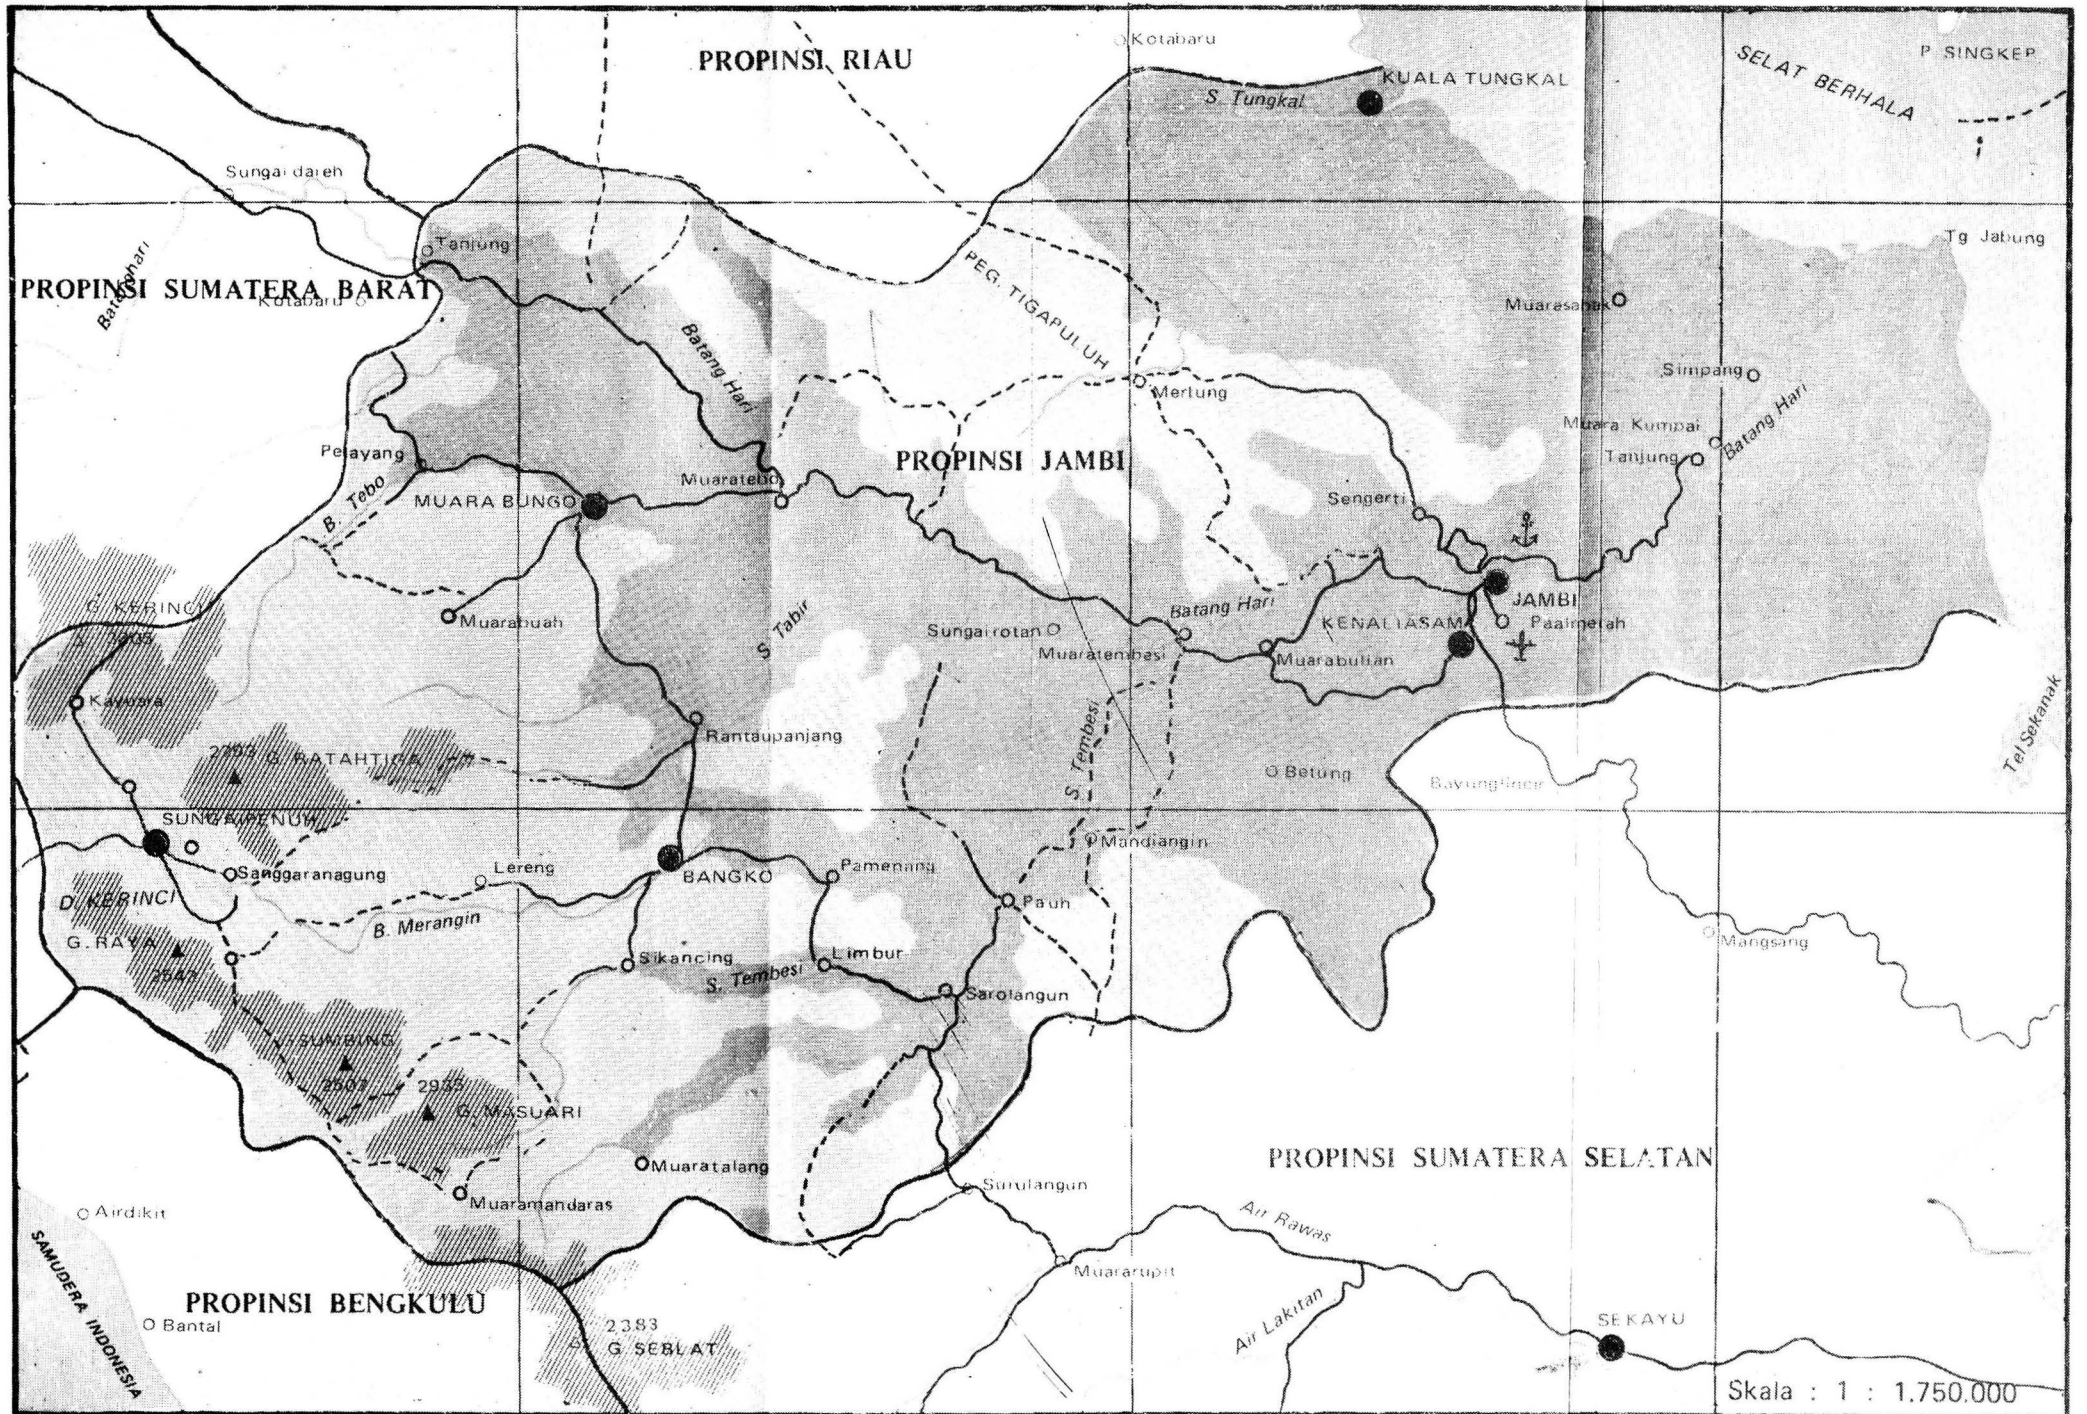 PROPINSI RIAU
Kotabaru
KUALA TUNGKAL
S. Tungkal
SELAT BERHALA
P. SINGKEP
Sungai dareh
Tanjung
Tg Jabung
PROPINSI SUMATERA BARAT
Kotabaru
Batanghari
PEG. TIGAPULUH
Muarasabak
Batang Hari
Mertung
Simpang
Muara Kumpai
Batang Hari
Tanjung
Pelayang
B. Tebo
MUARA BUNGO
Muaratebo
PROPINSI JAMBI
Sengerti
G. KERINCI
3805
Muarabuah
S. Tabir
Sungairotan
Batang Hari
Muaratembesi
KENALIASAM
JAMBI
Paalmerah
Muarabulian
Kayuara
G. RATAHTIGA
Rantaupanjang
S. Tembesi
Betung
Bayunglincir
Tel Sekanak
SUNGAIPENUH
Sanggaranagung
Lereng
BANGKO
Pamenang
Mandiangin
D. KERINCI
B. Merangin
Pauh
G. RAYA
2543
Sikancing
S. Tembesi
Limbur
Sarolangun
Mangsang
G. SUMBING
2507
2935
G. MASUARI
Muaratalang
Muaramandaras
Surulangun
PROPINSI SUMATERA SELATAN
Airdikit
SAMUDERA INDONESIA
Air Rawas
Muararupit
PROPINSI BENGKULU
Bantal
2383
G SEBLAT
Air Lakitan
SEKAYU
Skala : 1 : 1.750.000